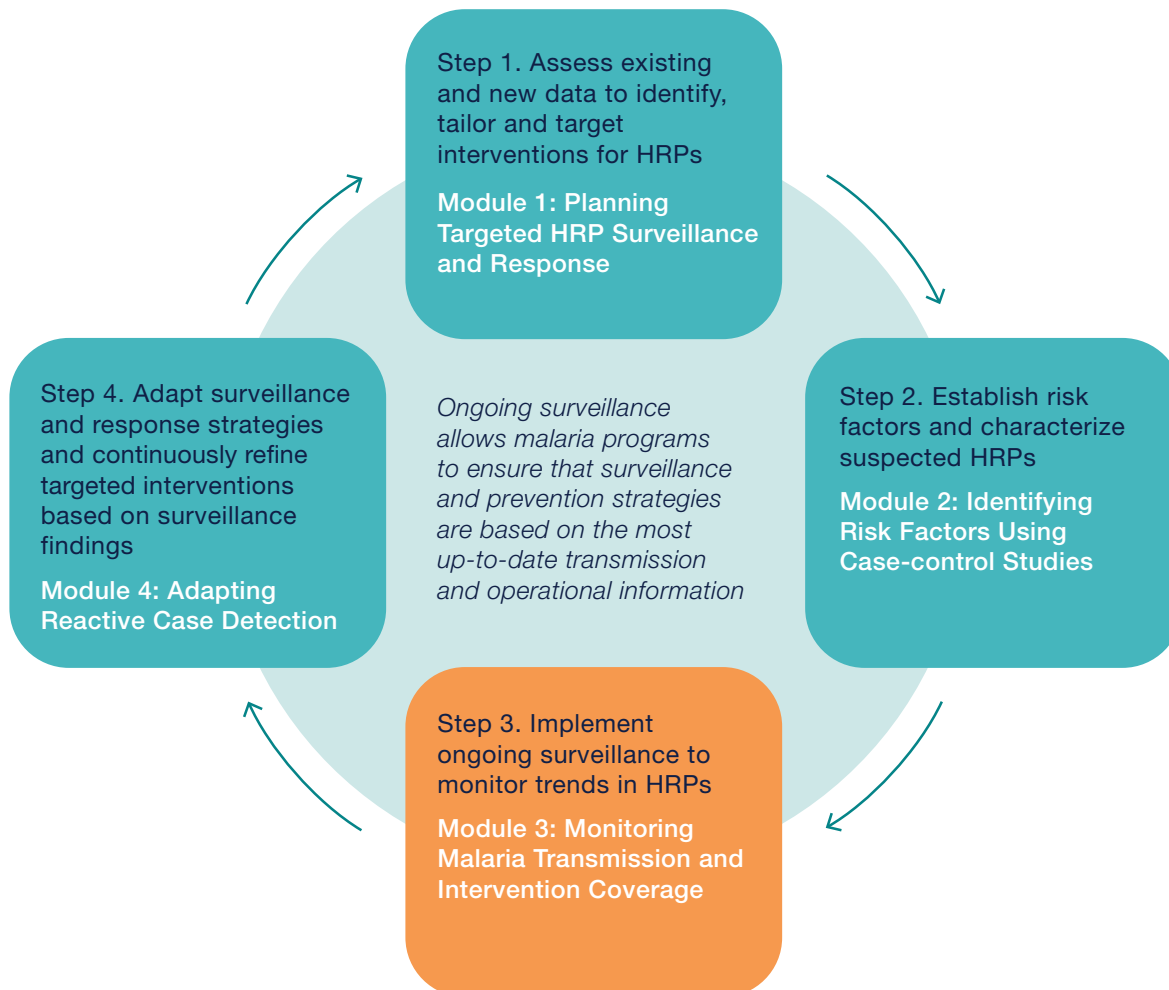 Step 1. Assess existing
and new data to identify,
tailor and target
interventions for HRPs
Module 1: Planning
Targeted HRP Surveillance
and Response
Step 2. Establish risk
factors and characterize
suspected HRPs
Module 2: Identifying
Risk Factors Using
Case-control Studies
Step 3. Implement
ongoing surveillance to
monitor trends in HRPs
Module 3: Monitoring
Malaria Transmission and
Intervention Coverage
Step 4. Adapt surveillance
and response strategies
and continuously refine
targeted interventions
based on surveillance
findings
Module 4: Adapting
Reactive Case Detection
Ongoing surveillance
allows malaria programs
to ensure that surveillance
and prevention strategies
are based on the most
up-to-date transmission
and operational information